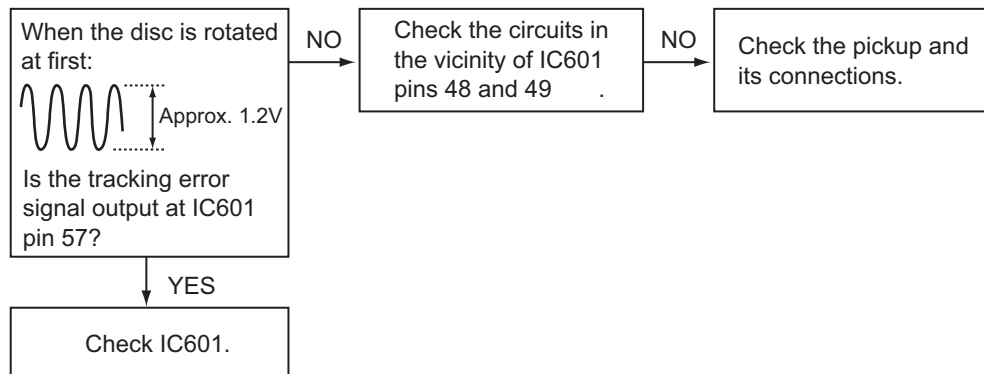 When the disc is rotated
at first:
Approx. 1.2V
Is the tracking error
signal output at IC601
pin 57?
NO
Check the circuits in
the vicinity of IC601
pins 48 and 49 .
NO
Check the pickup and
its connections.
YES
Check IC601.